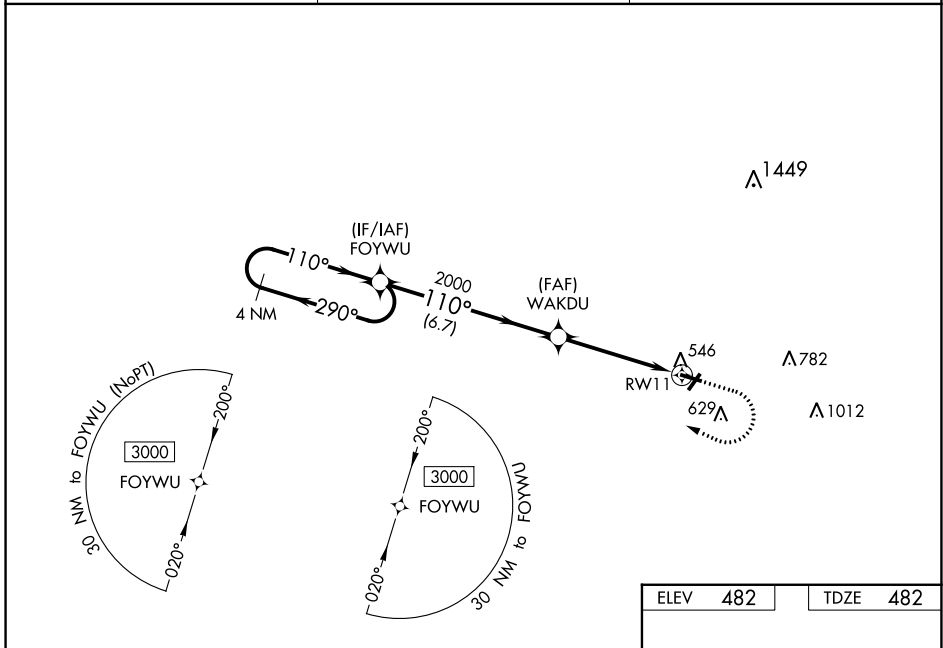 1449
(IF/IAF)
FOYWU
110°
4 NM
290°
2000
110°
(6.7)
(FAF)
WAKDU
546
RW11
782
629
1012
30 NM to FOYWU (NoPT)
200°
3000
FOYWU
020°
200°
3000
FOYWU
020°
30 NM to FOYWU
ELEV 482
TDZE 482